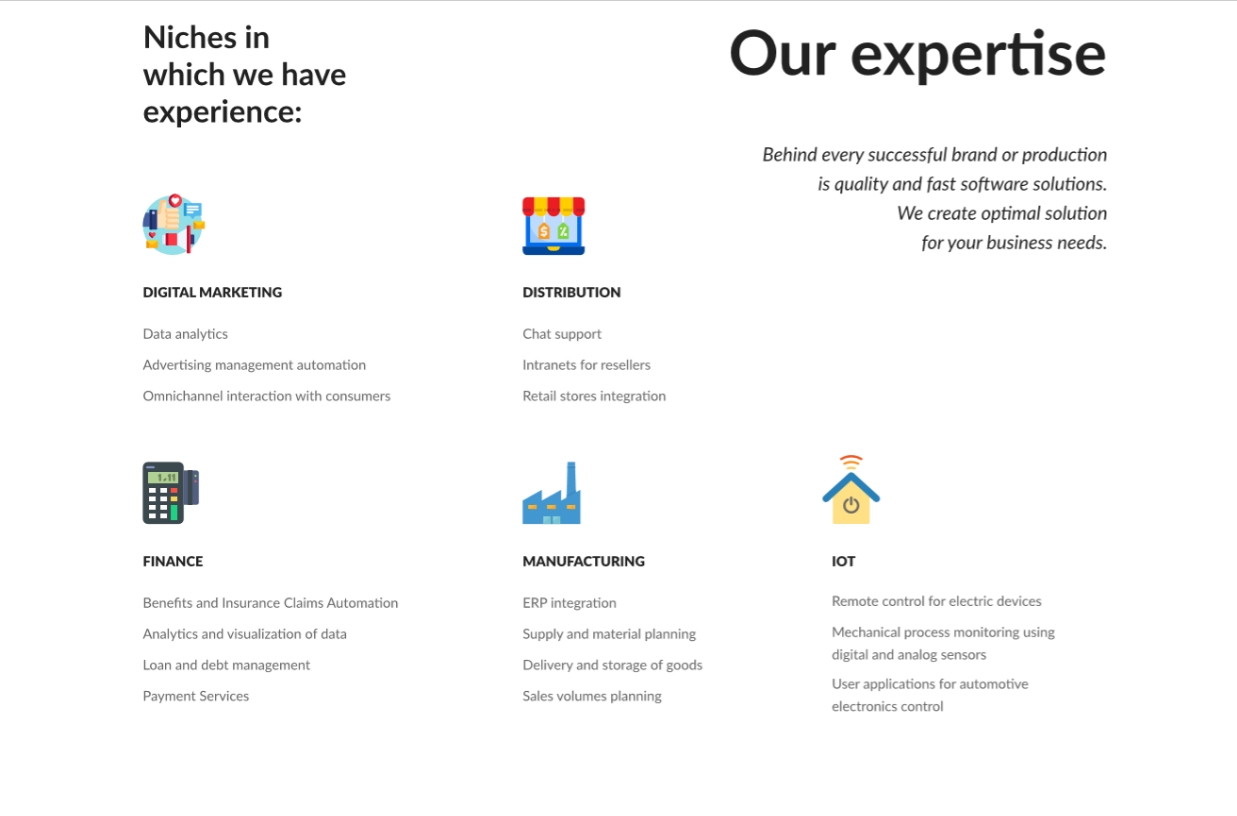 Niches in
which we have
experience:
Our expertise
Behind every successful brand or production
is quality and fast software solutions.
We create optimal solution
for your business needs.
$ %
DIGITAL MARKETING
Data analytics
Advertising management automation
Omnichannel interaction with consumers
DISTRIBUTION
Chat support
Intranets for resellers
Retail stores integration
1,11
FINANCE
Benefits and Insurance Claims Automation
Analytics and visualization of data
Loan and debt management
Payment Services
MANUFACTURING
ERP integration
Supply and material planning
Delivery and storage of goods
Sales volumes planning
IOT
Remote control for electric devices
Mechanical process monitoring using
digital and analog sensors
User applications for automotive
electronics control